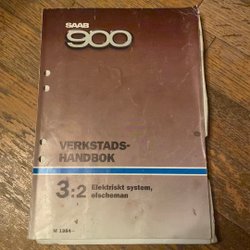 SAAB
900
VERKSTADS-
HANDBOK
3:2 Elektriskt system,
elscheman
M 1984-